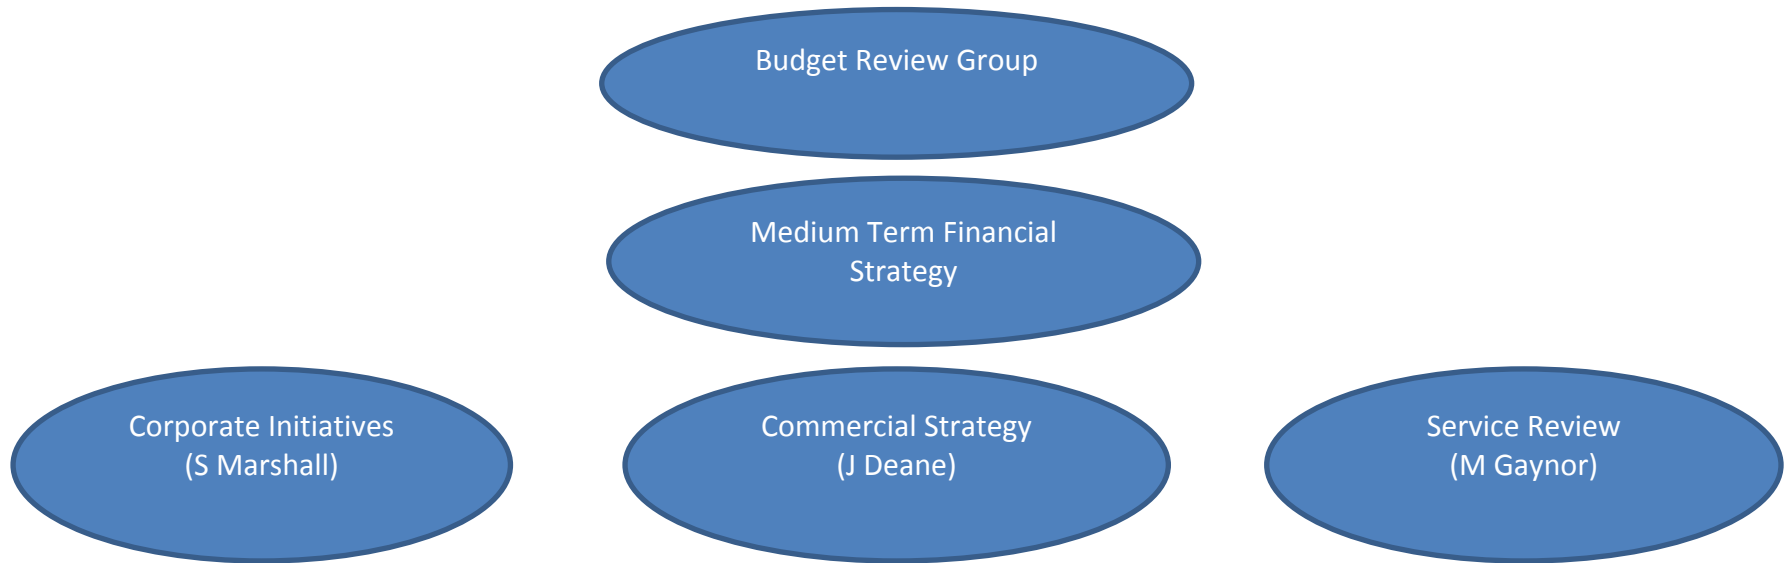 Budget Review Group
Medium Term Financial
Strategy
Corporate Initiatives
(S Marshall)
Commercial Strategy
(J Deane)
Service Review
(M Gaynor)